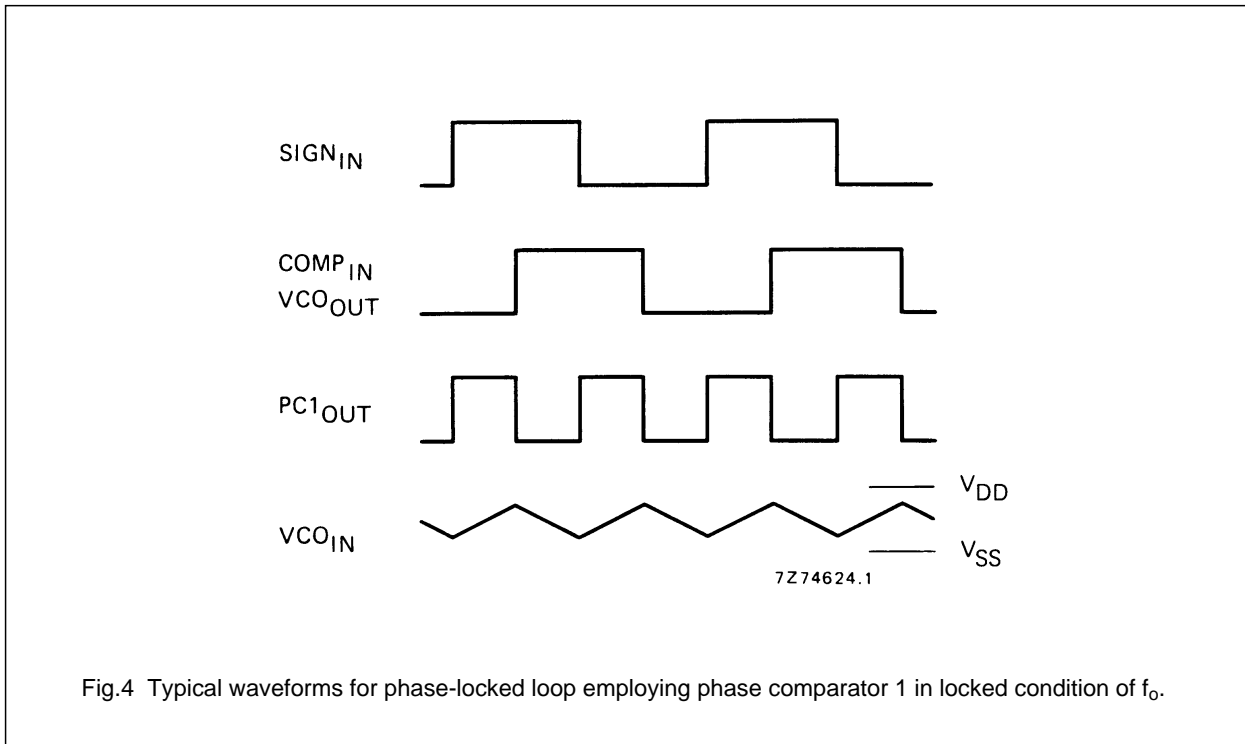 SIGN_IN
COMP_IN
VCO_OUT
PC1_OUT
V_DD
VCO_IN
V_SS
7Z74624.1
Fig.4 Typical waveforms for phase-locked loop employing phase comparator 1 in locked condition of f_o.